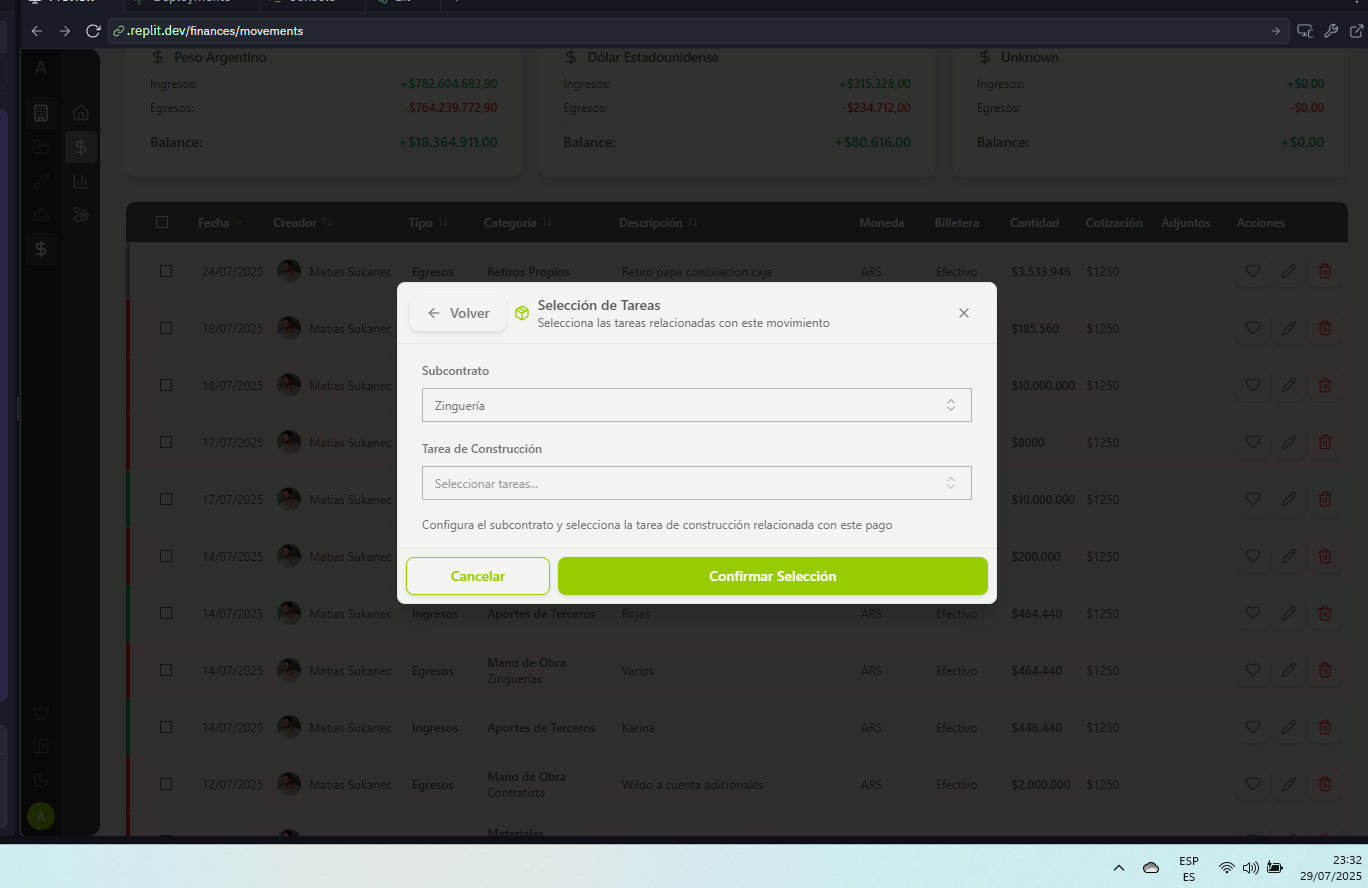 .replit.dev/finances/movements
A
$ Peso Argentino
Ingresos: +$782.604.683,90
Egresos: -$764.239.772,90
Balance: +$18.364.911,00
$ Dólar Estadounidense
Ingresos: +$315.328,00
Egresos: -$234.712,00
Balance: +$80.616,00
$ Unknown
Ingresos: +$0,00
Egresos: -$0,00
Balance: +$0,00
Fecha Creador Tipo Categoría Descripción Moneda Billetera Cantidad Cotización Adjuntos Acciones
24/07/2025 Matias Sukanec Egresos Retiros Propios Retiro papa conciliacion caja ARS Efectivo $3.533.946 $1250
18/07/2025 Matias Sukanec $185.560 $1250
18/07/2025 Matias Sukanec $10.000.000 $1250
17/07/2025 Matias Sukanec $8000 $1250
17/07/2025 Matias Sukanec $10.000.000 $1250
14/07/2025 Matias Sukanec $200.000 $1250
Volver
Selección de Tareas
Selecciona las tareas relacionadas con este movimiento
Subcontrato
Zinguería
Tarea de Construcción
Seleccionar tareas...
Configura el subcontrato y selecciona la tarea de construcción relacionada con este pago
Cancelar
Confirmar Selección
14/07/2025 Matias Sukanec Ingresos Aportes de Terceros Rojas ARS Efectivo $464.440 $1250
14/07/2025 Matias Sukanec Egresos Mano de Obra Varios ARS Efectivo $464.440 $1250
Zinguerías
14/07/2025 Matias Sukanec Ingresos Aportes de Terceros Karina ARS Efectivo $446.440 $1250
12/07/2025 Matias Sukanec Egresos Mano de Obra Wildo a cuenta adicionales ARS Efectivo $2.000.000 $1250
Contratista
Materiales
A
ESP
ES
23:32
29/07/2025